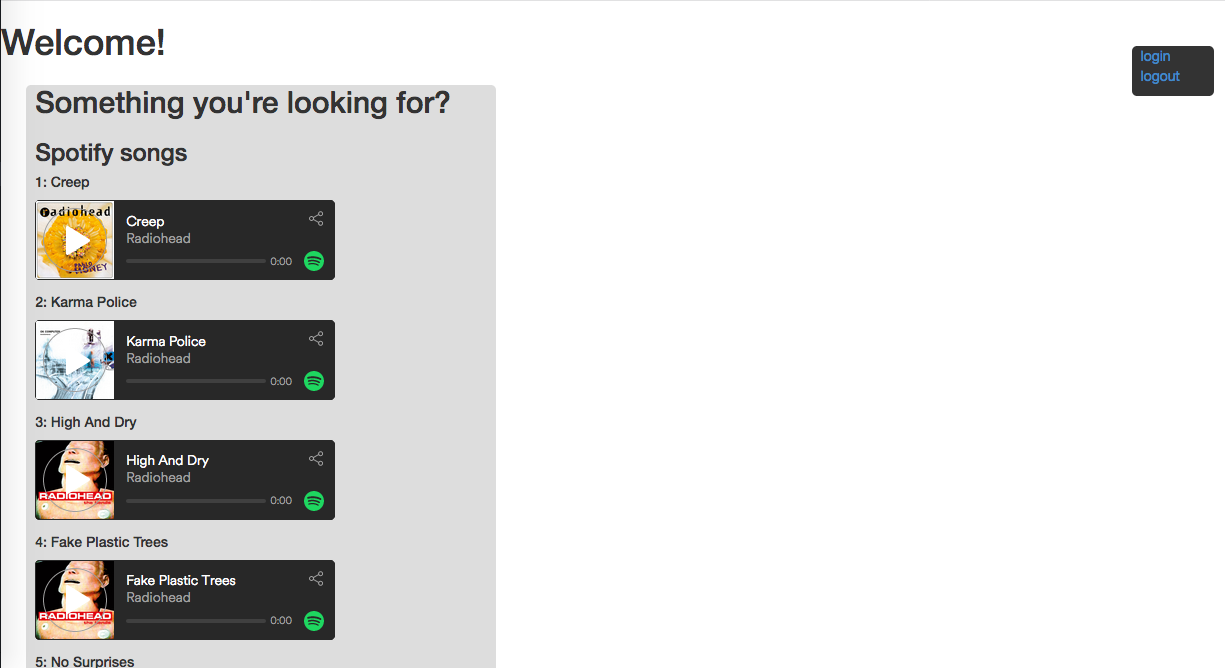 Welcome!
login
logout
Something you're looking for?
Spotify songs
1: Creep
radiohead
PABLO HONEY
Creep
Radiohead
0:00
2: Karma Police
OK COMPUTER
Karma Police
Radiohead
0:00
3: High And Dry
RADIOHEAD
High And Dry
Radiohead
0:00
4: Fake Plastic Trees
RADIOHEAD
Fake Plastic Trees
Radiohead
0:00
5: No Surprises